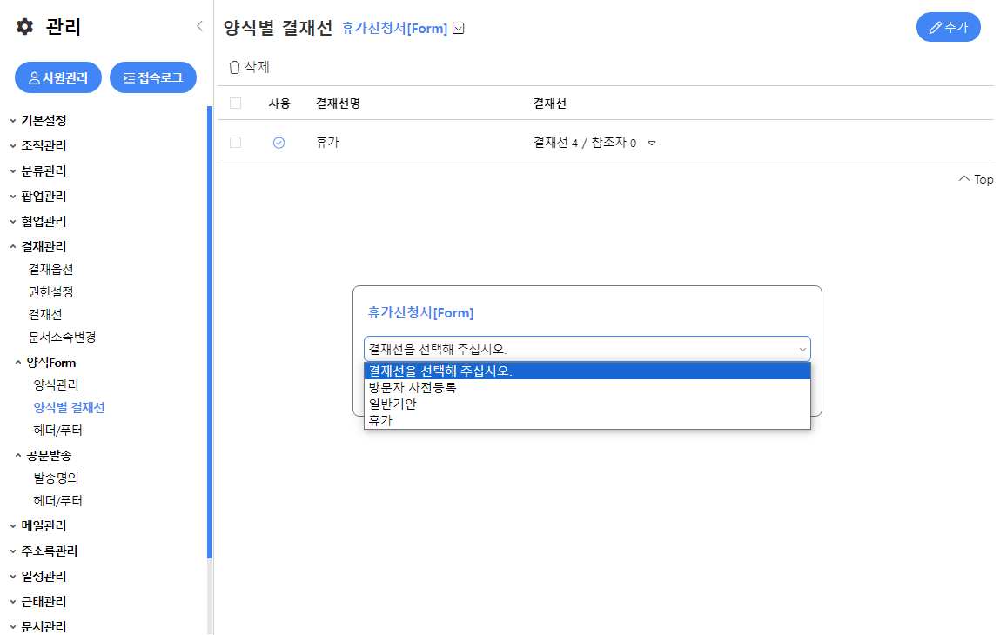 관리
사원관리 접속로그
기본설정
조직관리
분류관리
팝업관리
협업관리
결재관리
결재옵션
권한설정
결재선
문서소속변경
양식Form
양식관리
양식별 결재선
헤더/푸터
공문발송
발송명의
헤더/푸터
메일관리
주소록관리
일정관리
근태관리
문서관리
양식별 결재선 휴가신청서[Form]
추가
삭제
사용 결재선명 결재선
휴가 결재선 4 / 참조자 0
Top
휴가신청서[Form]
결재선을 선택해 주십시오.
결재선을 선택해 주십시오.
방문자 사전등록
일반기안
휴가